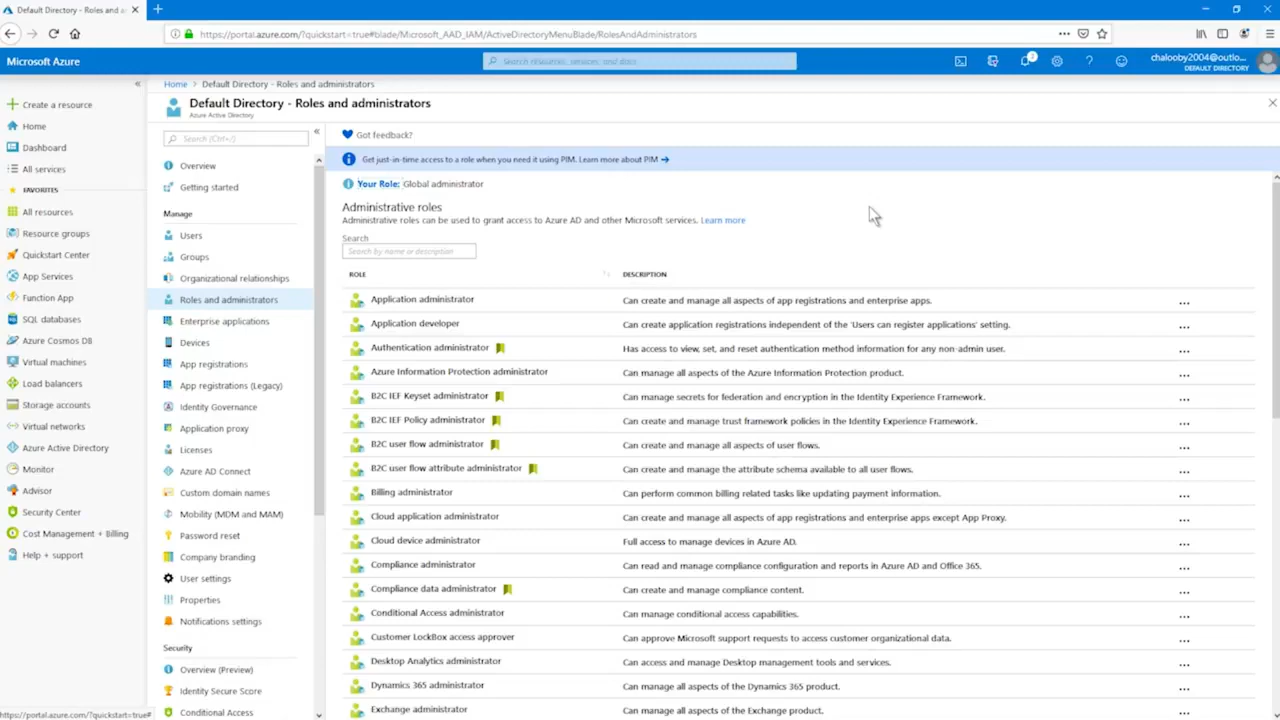 Default Directory - Roles and a
https://portal.azure.com/?quickstart=true#blade/Microsoft_AAD_IAM/ActiveDirectoryMenuBlade/RolesAndAdministrators
Microsoft Azure
Search resources, services, and docs
chalooby2004@outlo...
DEFAULT DIRECTORY
Home > Default Directory - Roles and administrators
Default Directory - Roles and administrators
Azure Active Directory
Create a resource
Home
Dashboard
All services
FAVORITES
All resources
Resource groups
Quickstart Center
App Services
Function App
SQL databases
Azure Cosmos DB
Virtual machines
Load balancers
Storage accounts
Virtual networks
Azure Active Directory
Monitor
Advisor
Security Center
Cost Management + Billing
Help + support
https://portal.azure.com/?quickstart=true#
Search (Ctrl+/)
Overview
Getting started
Manage
Users
Groups
Organizational relationships
Roles and administrators
Enterprise applications
Devices
App registrations
App registrations (Legacy)
Identity Governance
Application proxy
Licenses
Azure AD Connect
Custom domain names
Mobility (MDM and MAM)
Password reset
Company branding
User settings
Properties
Notifications settings
Security
Overview (Preview)
Identity Secure Score
Conditional Access
Got feedback?
Get just-in-time access to a role when you need it using PIM. Learn more about PIM →
Your Role: Global administrator
Administrative roles
Administrative roles can be used to grant access to Azure AD and other Microsoft services. Learn more
Search
Search by name or description
ROLE DESCRIPTION
Application administrator Can create and manage all aspects of app registrations and enterprise apps. ...
Application developer Can create application registrations independent of the 'Users can register applications' setting. ...
Authentication administrator Has access to view, set, and reset authentication method information for any non-admin user. ...
Azure Information Protection administrator Can manage all aspects of the Azure Information Protection product. ...
B2C IEF Keyset administrator Can manage secrets for federation and encryption in the Identity Experience Framework. ...
B2C IEF Policy administrator Can create and manage trust framework policies in the Identity Experience Framework. ...
B2C user flow administrator Can create and manage all aspects of user flows. ...
B2C user flow attribute administrator Can create and manage the attribute schema available to all user flows. ...
Billing administrator Can perform common billing related tasks like updating payment information. ...
Cloud application administrator Can create and manage all aspects of app registrations and enterprise apps except App Proxy. ...
Cloud device administrator Full access to manage devices in Azure AD. ...
Compliance administrator Can read and manage compliance configuration and reports in Azure AD and Office 365. ...
Compliance data administrator Can create and manage compliance content. ...
Conditional Access administrator Can manage conditional access capabilities. ...
Customer LockBox access approver Can approve Microsoft support requests to access customer organizational data. ...
Desktop Analytics administrator Can access and manage Desktop management tools and services. ...
Dynamics 365 administrator Can manage all aspects of the Dynamics 365 product. ...
Exchange administrator Can manage all aspects of the Exchange product. ...